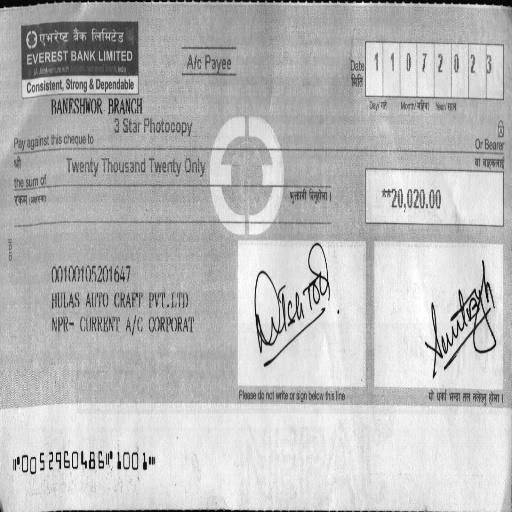 एभरेष्ट बैंक लिमिटेड
EVEREST BANK LIMITED
Consistent, Strong & Dependable
A/c Payee
Date 1 1 0 7 2 0 2 3
मिति
Day/ गते Month/ महिना Year/ साल
BANESHWOR BRANCH
3 Star Photocopy
Pay against this cheque to
Or Bearer
श्री
वा वाहकलाई
Twenty Thousand Twenty Only
the sum of
रकम (अक्षरमा)
भुक्तानी दिनुहोला ।
**20,020.00
00100105201647
HULAS AUTO CRAFT PVT.LTD
NPR- CURRENT A/C CORPORAT
Please do not write or sign below this line
यो धर्का भन्दा तल नलेख्नु होला ।
⑈0052960486⑈ 1001⑈